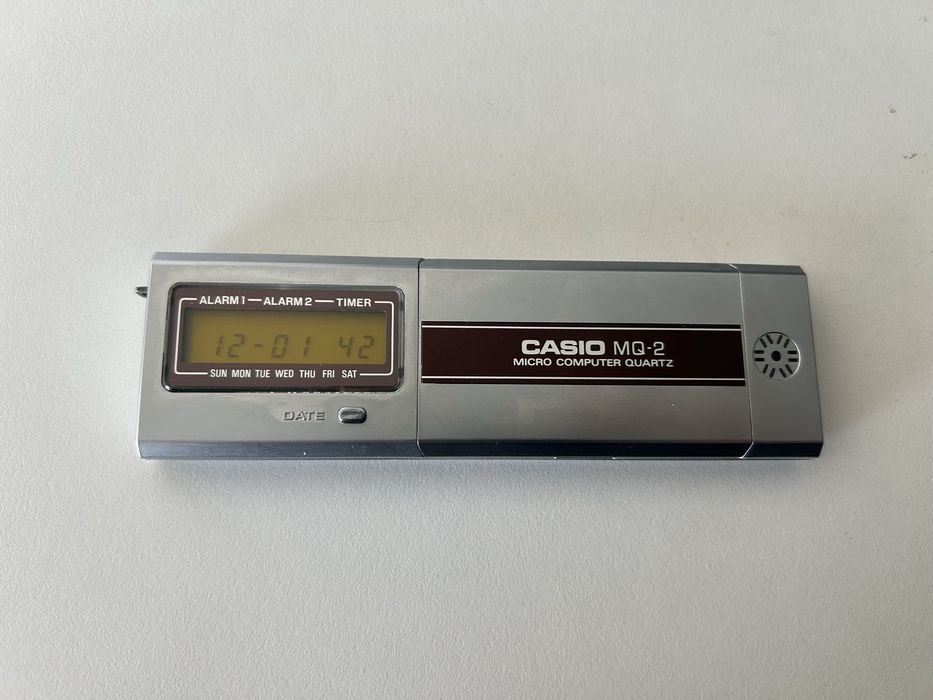 ALARM 1 ALARM 2 TIMER
12-01 42
SUN MON TUE WED THU FRI SAT
DATE
CASIO MQ-2
MICRO COMPUTER QUARTZ